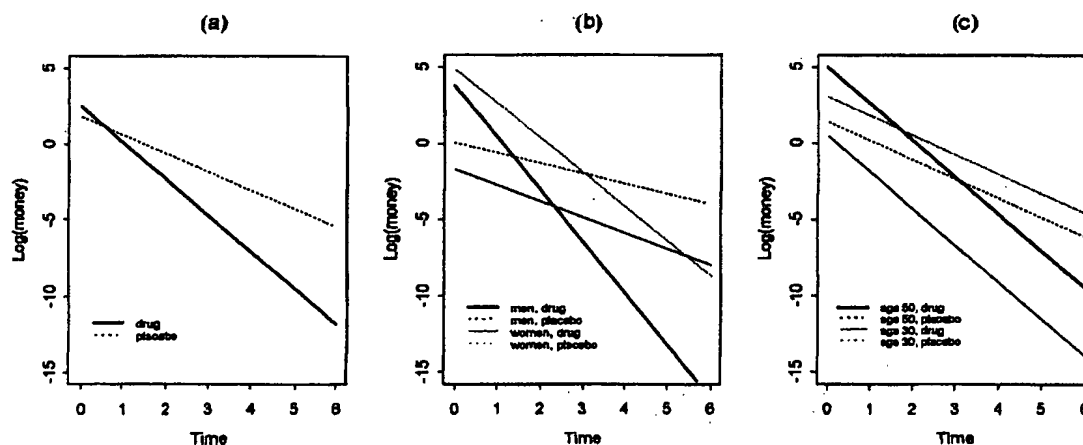 (a)
Log(money)
5
0
-5
-10
-15
drug
placebo
0 1 2 3 4 5 6
Time
(b)
Log(money)
5
0
-5
-10
-15
men, drug
men, placebo
women, drug
women, placebo
0 1 2 3 4 5 6
Time
(c)
Log(money)
5
0
-5
-10
-15
age 50, drug
age 50, placebo
age 30, drug
age 30, placebo
0 1 2 3 4 5 6
Time